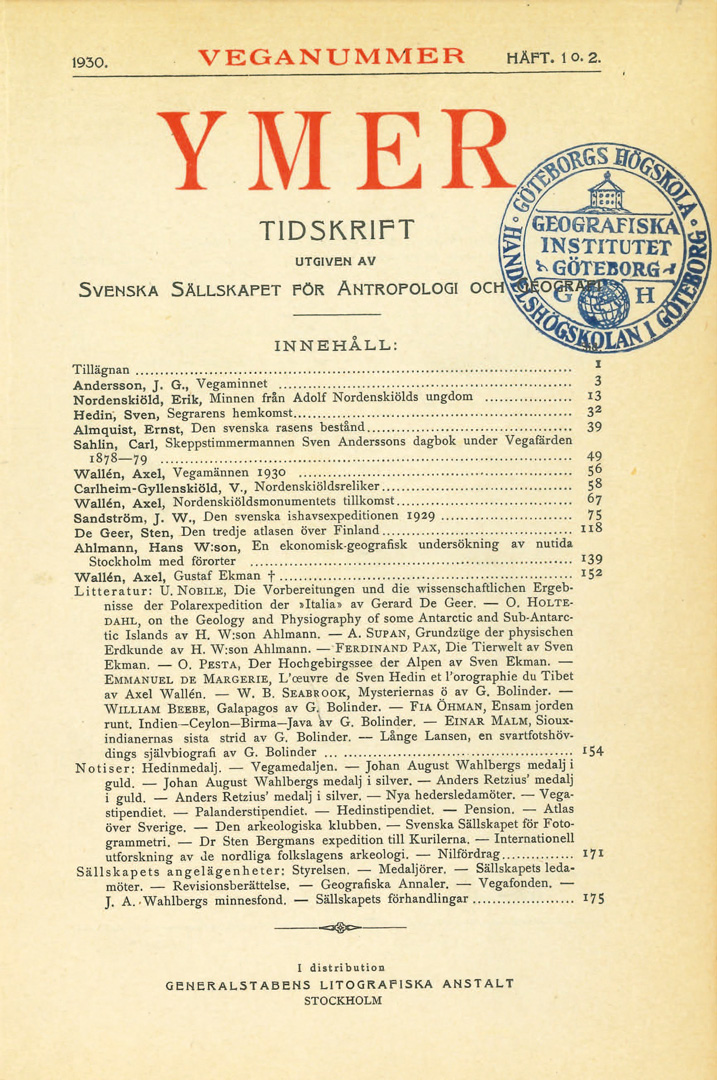 1930.
VEGANUMMER
HÄFT. 1 o. 2.
YMER
TIDSKRIFT
UTGIVEN AV
SVENSKA SÄLLSKAPET FÖR ANTROPOLOGI OCH GEOGRAFI
GÖTEBORGS HÖGSKOLA
HANDELSHÖGSKOLAN I GÖTEBORG
GEOGRAFISKA
INSTITUTET
GÖTEBORG
G H
INNEHÅLL:
Tillägnan ........ 1
Andersson, J. G., Vegaminnet ........ 3
Nordenskiöld, Erik, Minnen från Adolf Nordenskiölds ungdom ........ 13
Hedin, Sven, Segrarens hemkomst ........ 32
Almquist, Ernst, Den svenska rasens bestånd ........ 39
Sahlin, Carl, Skeppstimmermannen Sven Anderssons dagbok under Vegafärden
1878—79 ........ 49
Wallén, Axel, Vegamännen 1930 ........ 56
Carlheim-Gyllenskiöld, V., Nordenskiöldsreliker ........ 58
Wallén, Axel, Nordenskiöldsmonumentets tillkomst ........ 67
Sandström, J. W., Den svenska ishavsexpeditionen 1929 ........ 75
De Geer, Sten, Den tredje atlasen över Finland ........ 118
Ahlmann, Hans W:son, En ekonomisk-geografisk undersökning av nutida
Stockholm med förorter ........ 139
Wallén, Axel, Gustaf Ekman † ........ 152
Litteratur: U. NOBILE, Die Vorbereitungen und die wissenschaftlichen Ergeb-
nisse der Polarexpedition der »Italia» av Gerard De Geer. — O. HOLTE-
DAHL, on the Geology and Physiography of some Antarctic and Sub-Antarc-
tic Islands av H. W:son Ahlmann. — A. SUPAN, Grundzüge der physischen
Erdkunde av H. W:son Ahlmann. — FERDINAND PAX, Die Tierwelt av Sven
Ekman. — O. PESTA, Der Hochgebirgssee der Alpen av Sven Ekman. —
EMMANUEL DE MARGERIE, L'œuvre de Sven Hedin et l'orographie du Tibet
av Axel Wallén. — W. B. SEABROOK, Mysteriernas ö av G. Bolinder. —
WILLIAM BEEBE, Galapagos av G. Bolinder. — FIA ÖHMAN, Ensam jorden
runt. Indien—Ceylon—Birma—Java av G. Bolinder. — EINAR MALM, Sioux-
indianernas sista strid av G. Bolinder. — Långe Lansen, en svartfotshöv-
dings självbiografi av G. Bolinder ........ 154
Notiser: Hedinmedalj. — Vegamedaljen. — Johan August Wahlbergs medalj i
guld. — Johan August Wahlbergs medalj i silver. — Anders Retzius' medalj
i guld. — Anders Retzius' medalj i silver. — Nya hedersledamöter. — Vega-
stipendiet. — Palanderstipendiet. — Hedinstipendiet. — Pension. — Atlas
över Sverige. — Den arkeologiska klubben. — Svenska Sällskapet för Foto-
grammetri. — Dr Sten Bergmans expedition till Kurilerna. — Internationell
utforskning av de nordliga folkslagens arkeologi. — Nilfördrag ........ 171
Sällskapets angelägenheter: Styrelsen. — Medaljörer. — Sällskapets leda-
möter. — Revisionsberättelse. — Geografiska Annaler. — Vegafonden. —
J. A. Wahlbergs minnesfond. — Sällskapets förhandlingar ........ 175
I distribution
GENERALSTABENS LITOGRAFISKA ANSTALT
STOCKHOLM